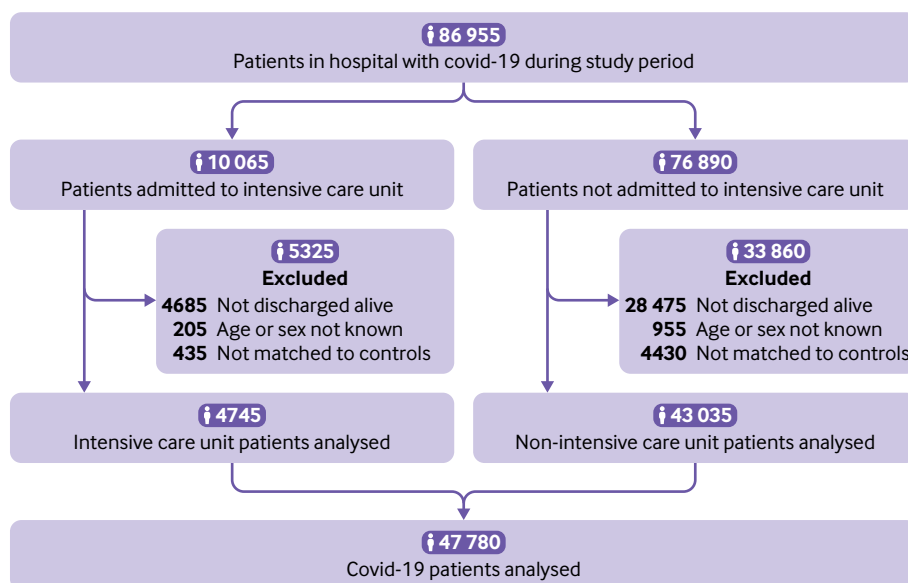 86 955
Patients in hospital with covid-19 during study period
10 065
Patients admitted to intensive care unit
76 890
Patients not admitted to intensive care unit
5325
Excluded
4685 Not discharged alive
205 Age or sex not known
435 Not matched to controls
33 860
Excluded
28 475 Not discharged alive
955 Age or sex not known
4430 Not matched to controls
4745
Intensive care unit patients analysed
43 035
Non-intensive care unit patients analysed
47 780
Covid-19 patients analysed